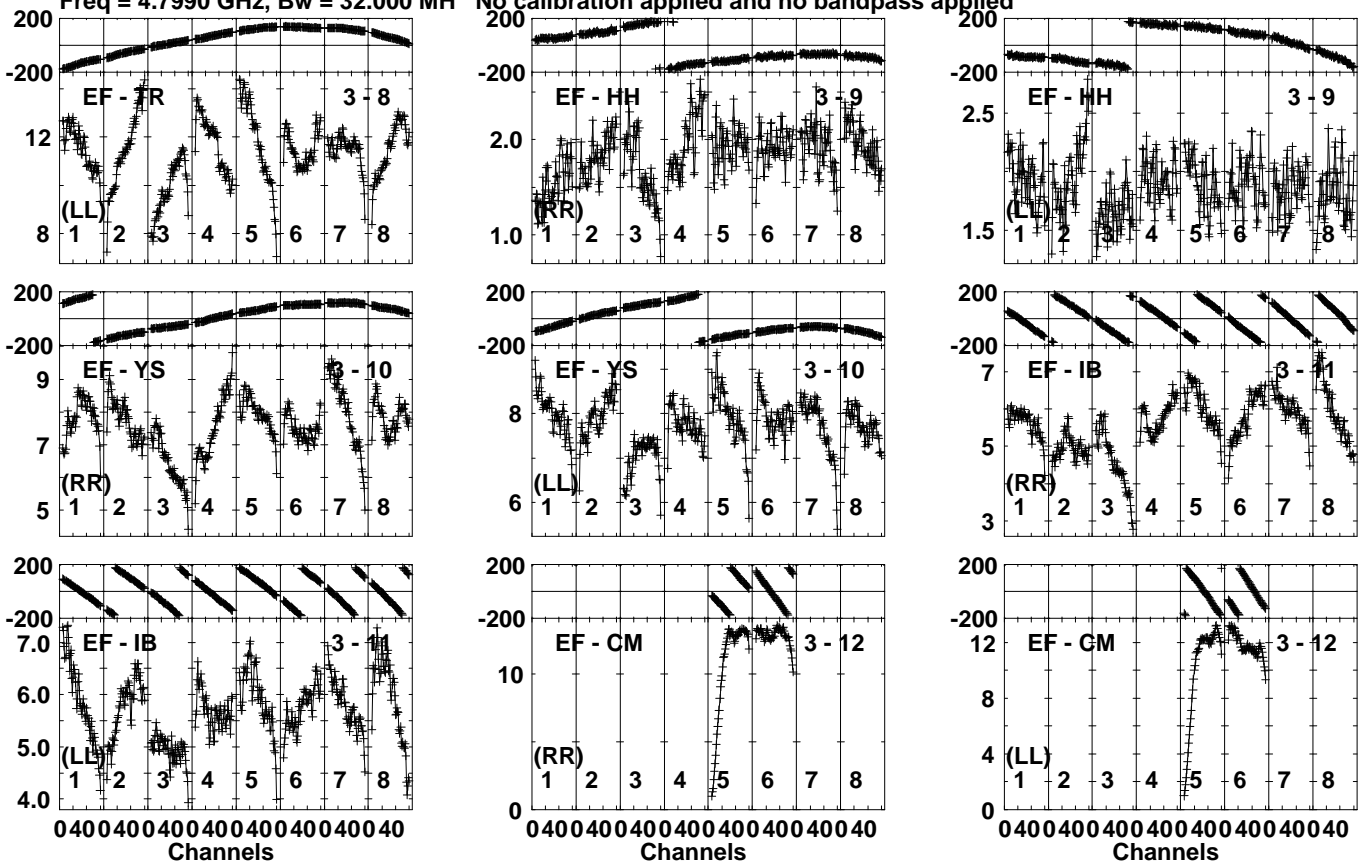 Freq = 4.7990 GHz, Bw = 32.000 MH No calibration applied and no bandpass applied
200
-200
EF - TR 3 - 8
12
8
(LL)
1 2 3 4 5 6 7 8
200
-200
EF - HH 3 - 9
2.0
1.0
(RR)
1 2 3 4 5 6 7 8
200
-200
EF - HH 3 - 9
2.5
1.5
(LL)
1 2 3 4 5 6 7 8
200
-200
EF - YS 3 - 10
9
7
5
(RR)
1 2 3 4 5 6 7 8
200
-200
EF - YS 3 - 10
8
6
(LL)
1 2 3 4 5 6 7 8
200
-200
EF - IB 3 - 11
7
5
3
(RR)
1 2 3 4 5 6 7 8
200
-200
EF - IB 3 - 11
7.0
6.0
5.0
4.0
(LL)
1 2 3 4 5 6 7 8
0 40 0 40 0 40 0 40 0 40 0 40 0 40 0 40
Channels
200
-200
EF - CM 3 - 12
10
0
(RR)
1 2 3 4 5 6 7 8
0 40 0 40 0 40 0 40 0 40 0 40 0 40 0 40
Channels
200
-200
EF - CM 3 - 12
12
8
4
0
(LL)
1 2 3 4 5 6 7 8
0 40 0 40 0 40 0 40 0 40 0 40 0 40 0 40
Channels